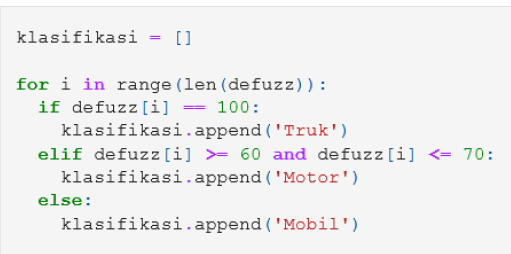 klasifikasi = []
for i in range(len(defuzz)):
  if defuzz[i] == 100:
    klasifikasi.append('Truk')
  elif defuzz[i] >= 60 and defuzz[i] <= 70:
    klasifikasi.append('Motor')
  else:
    klasifikasi.append('Mobil')